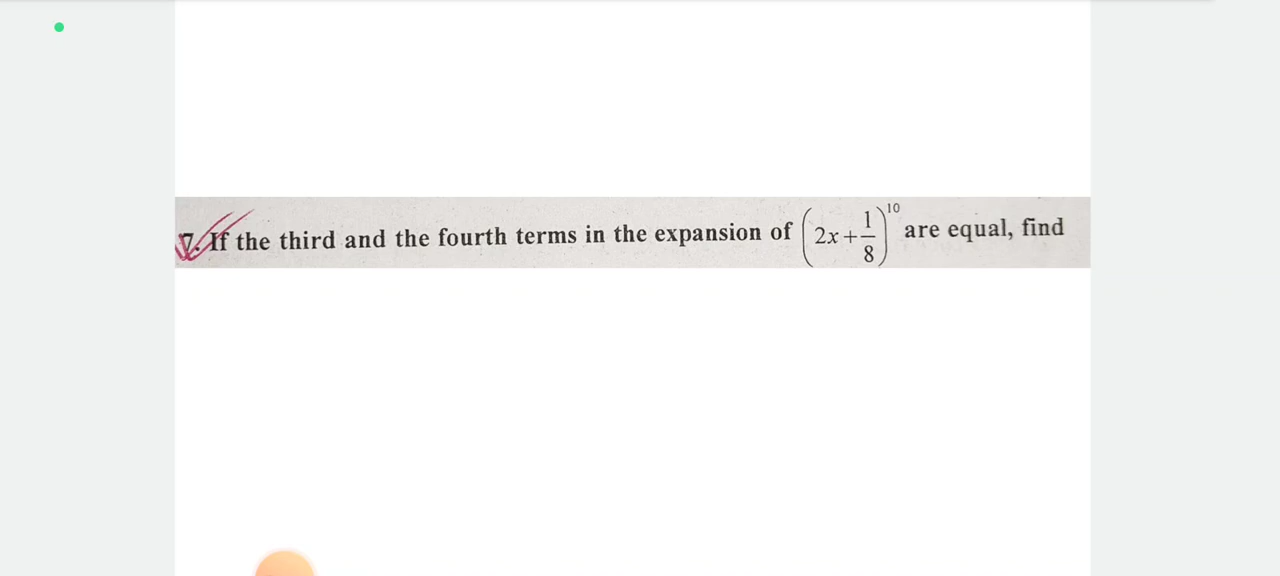 7. If the third and the fourth terms in the expansion of (2x+1/8)^10 are equal, find